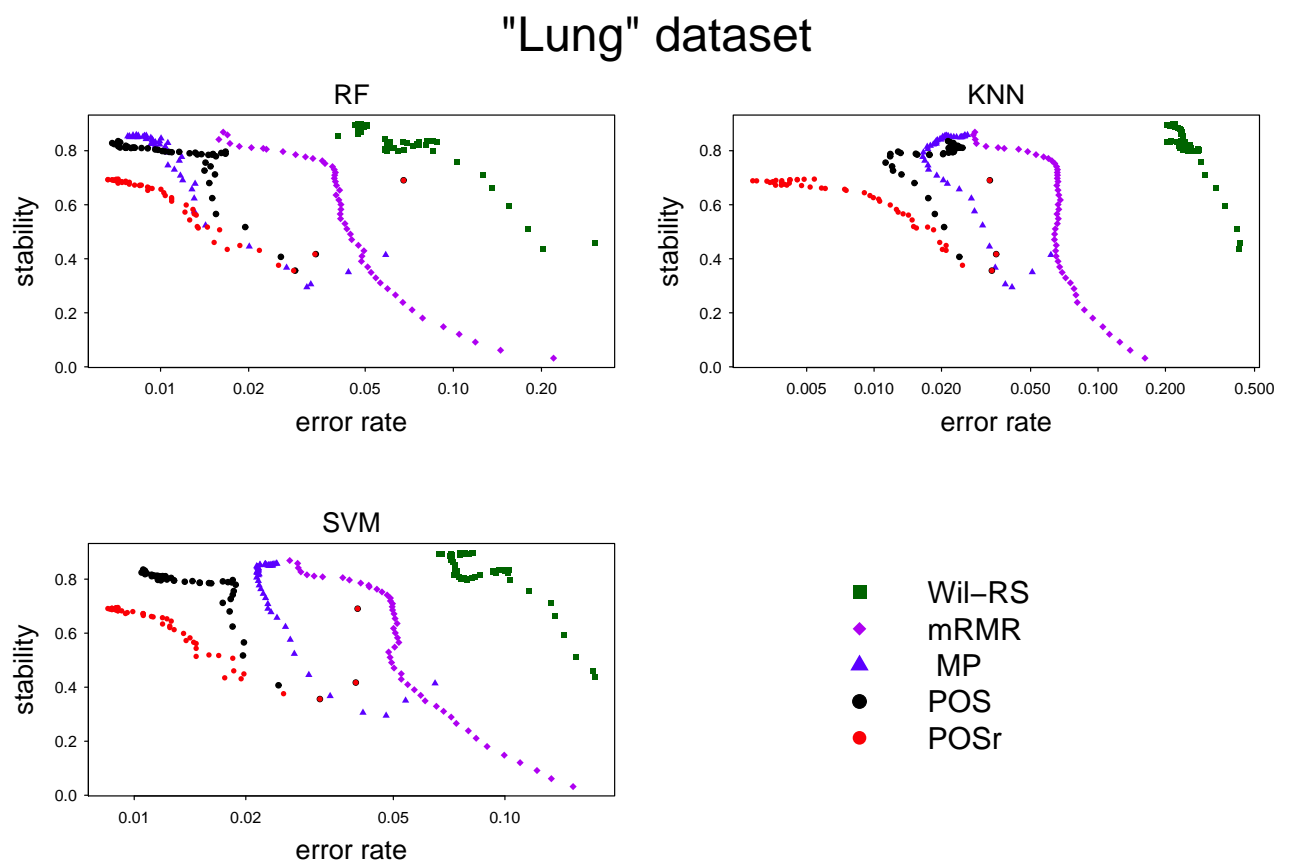 "Lung" dataset
RF
stability
0.8
0.6
0.4
0.2
0.0
0.01 0.02 0.05 0.10 0.20
error rate
KNN
stability
0.8
0.6
0.4
0.2
0.0
0.005 0.010 0.020 0.050 0.100 0.200 0.500
error rate
SVM
stability
0.8
0.6
0.4
0.2
0.0
0.01 0.02 0.05 0.10
error rate
Wil−RS
mRMR
MP
POS
POSr